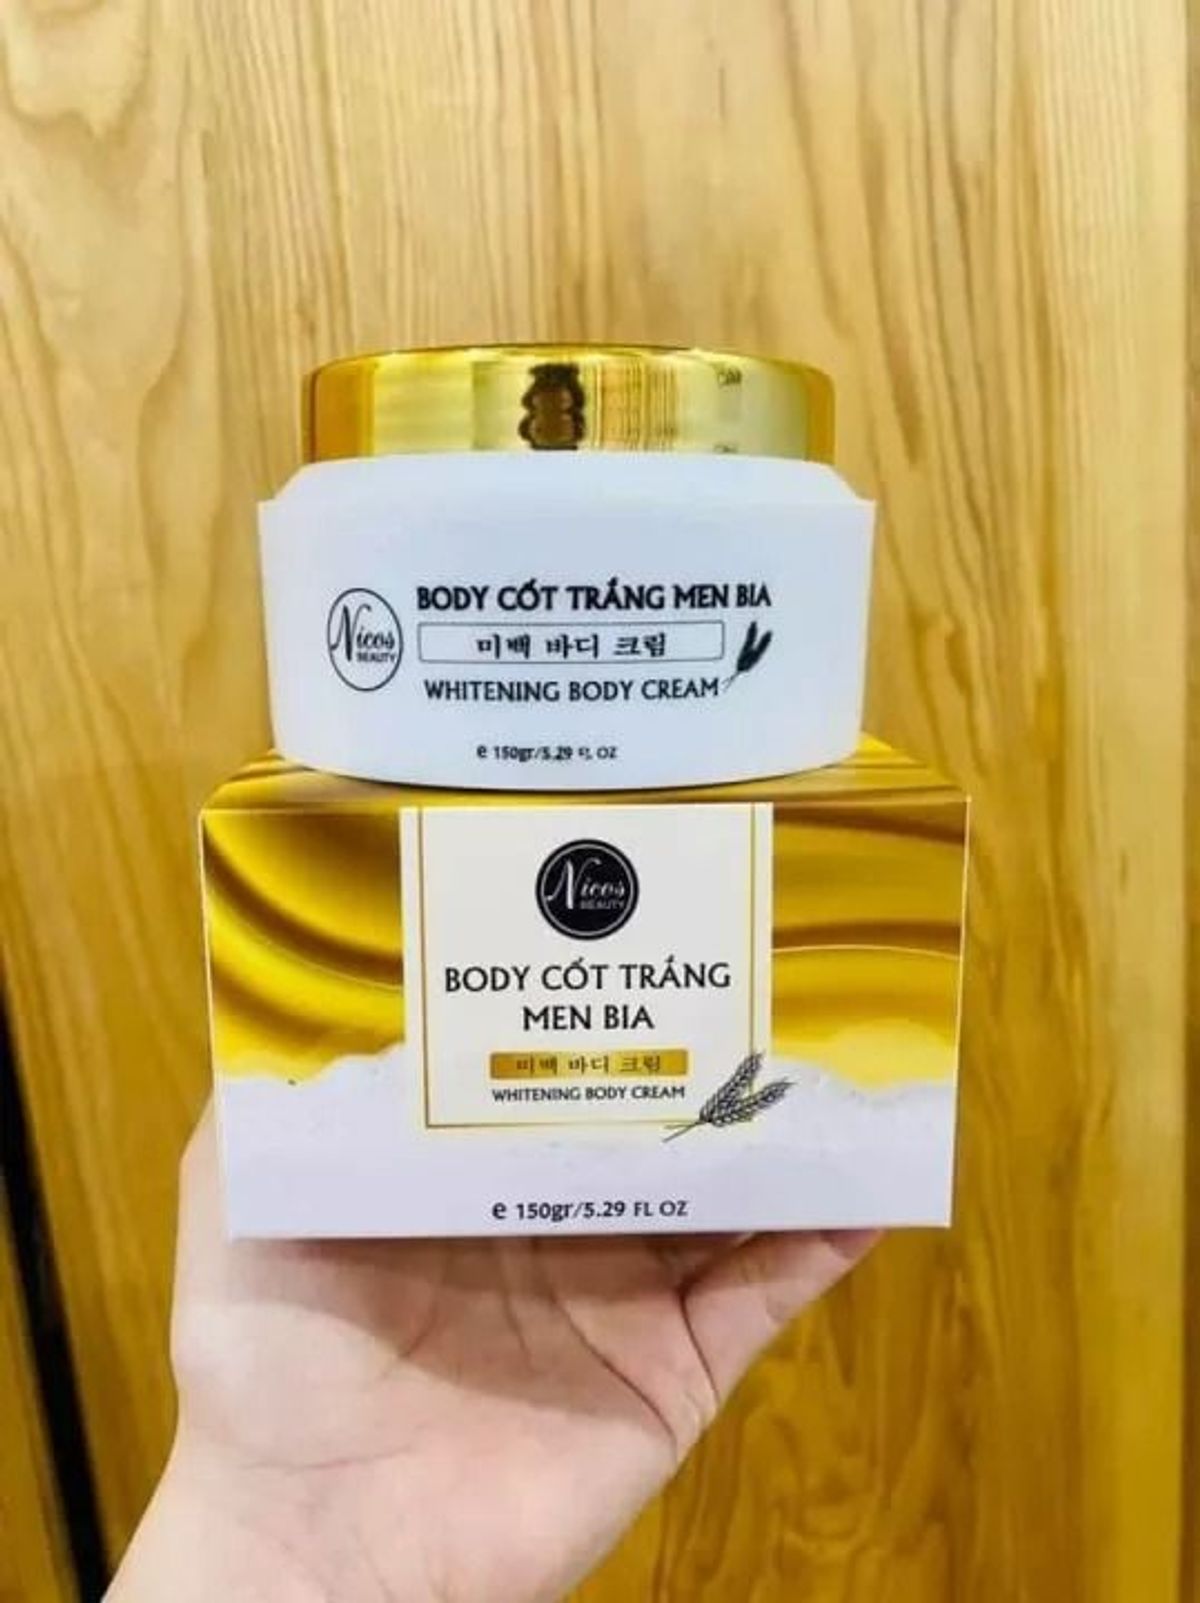 Nicos
BEAUTY
BODY CỐT TRẮNG MEN BIA
미백 바디 크림
WHITENING BODY CREAM
e 150gr/5.29 FL OZ
Nicos
BEAUTY
BODY CỐT TRẮNG
MEN BIA
미백 바디 크림
WHITENING BODY CREAM
e 150gr/5.29 FL OZ